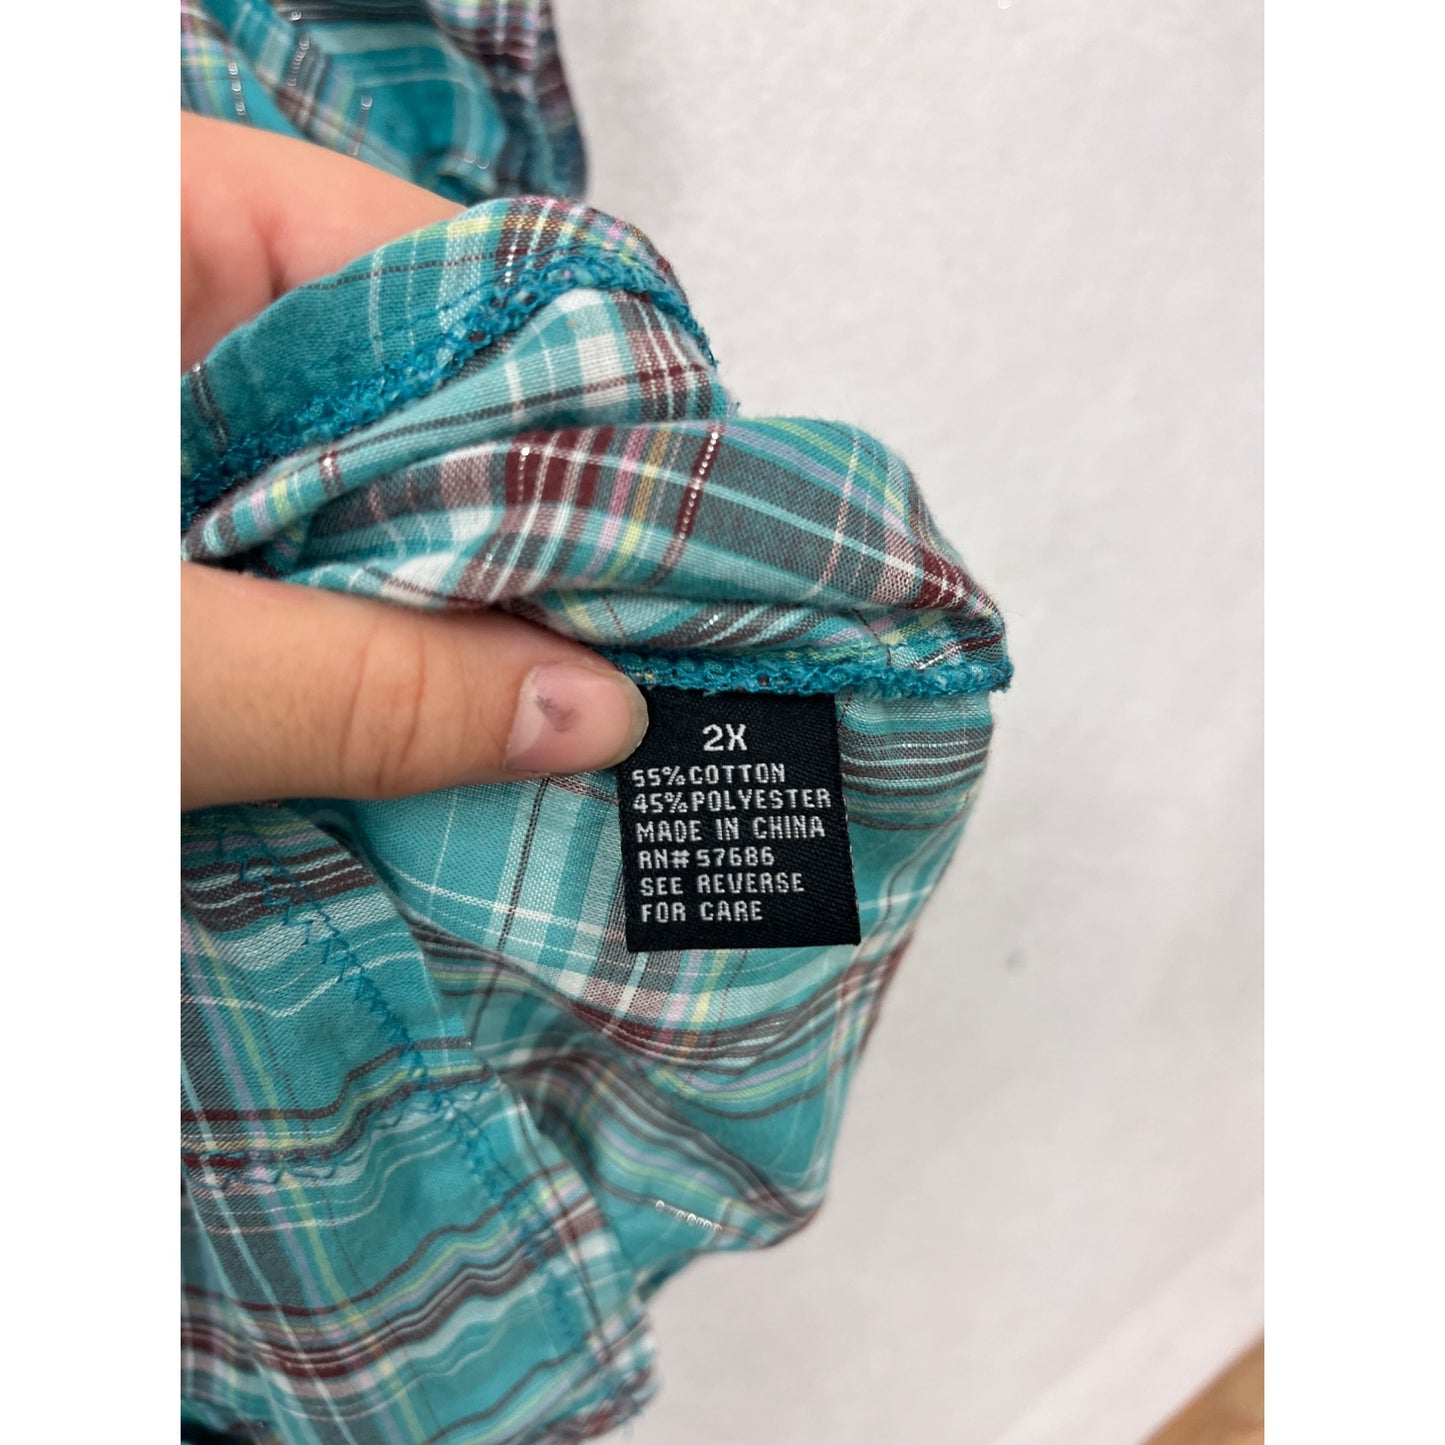 2X
55% COTTON
45% POLYESTER
MADE IN CHINA
RN# 57686
SEE REVERSE
FOR CARE